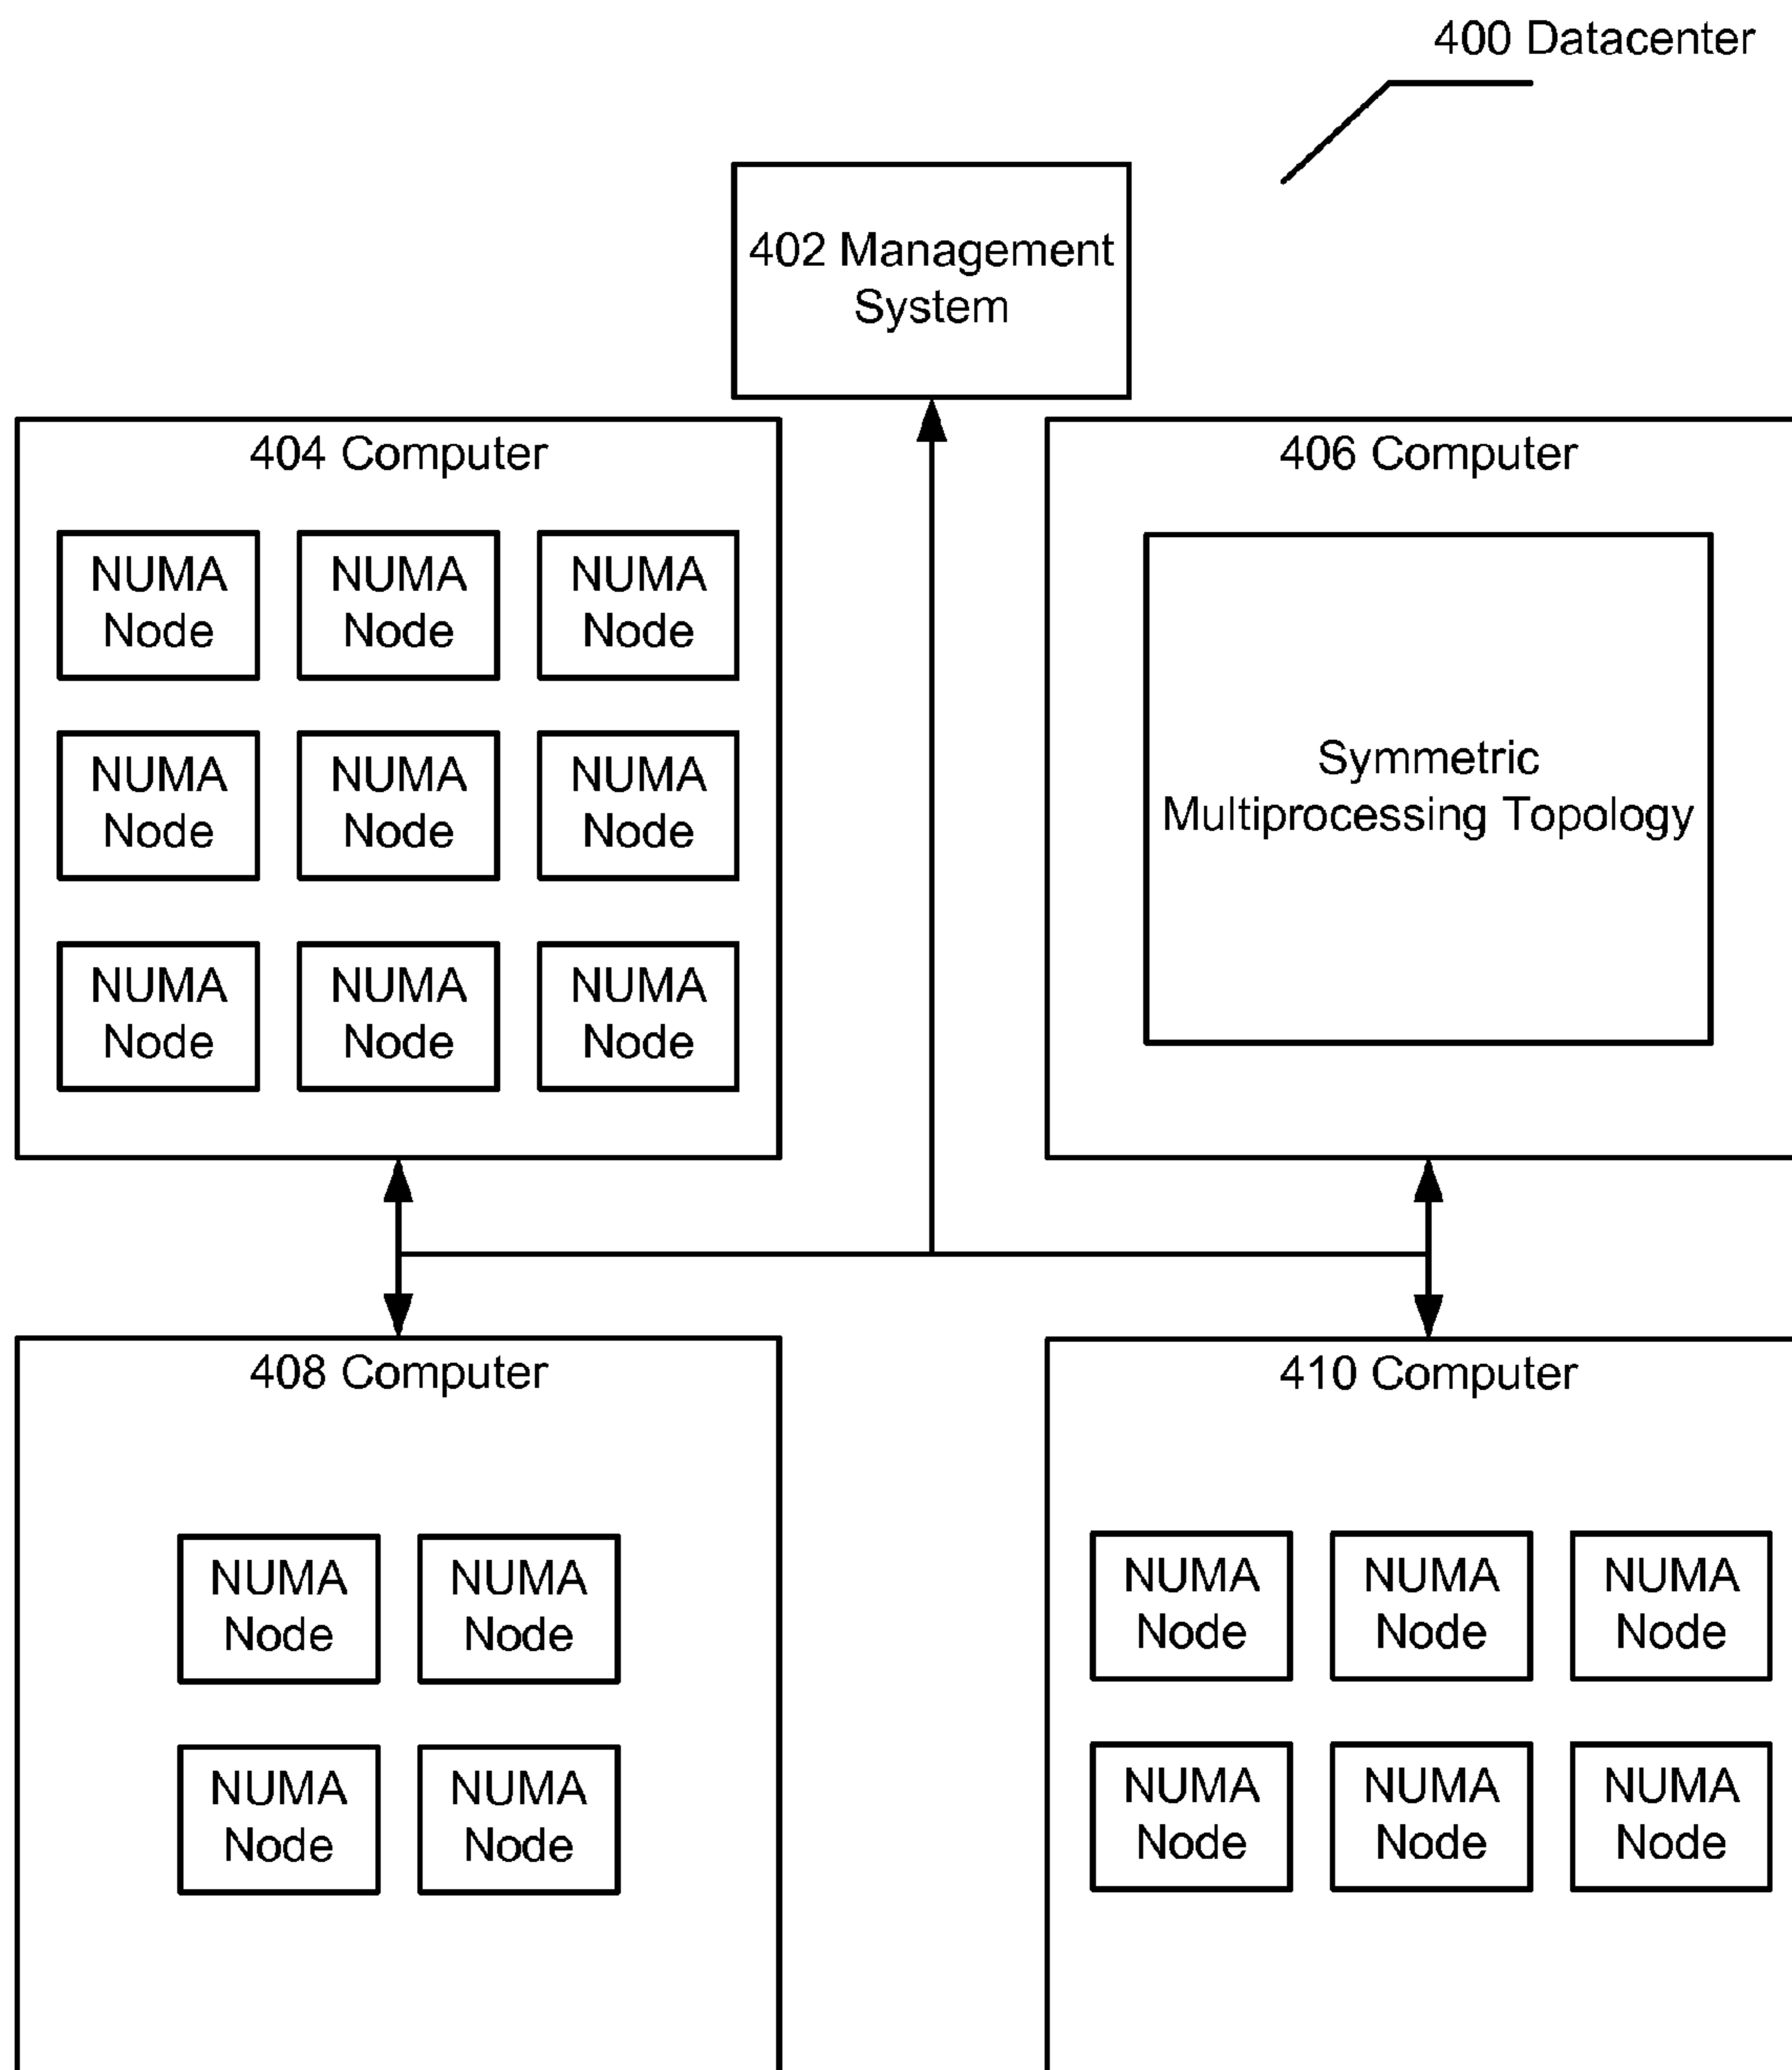 400 Datacenter
402 Management
System
404 Computer
NUMA
Node
NUMA
Node
NUMA
Node
NUMA
Node
NUMA
Node
NUMA
Node
NUMA
Node
NUMA
Node
NUMA
Node
406 Computer
Symmetric
Multiprocessing Topology
408 Computer
NUMA
Node
NUMA
Node
NUMA
Node
NUMA
Node
410 Computer
NUMA
Node
NUMA
Node
NUMA
Node
NUMA
Node
NUMA
Node
NUMA
Node